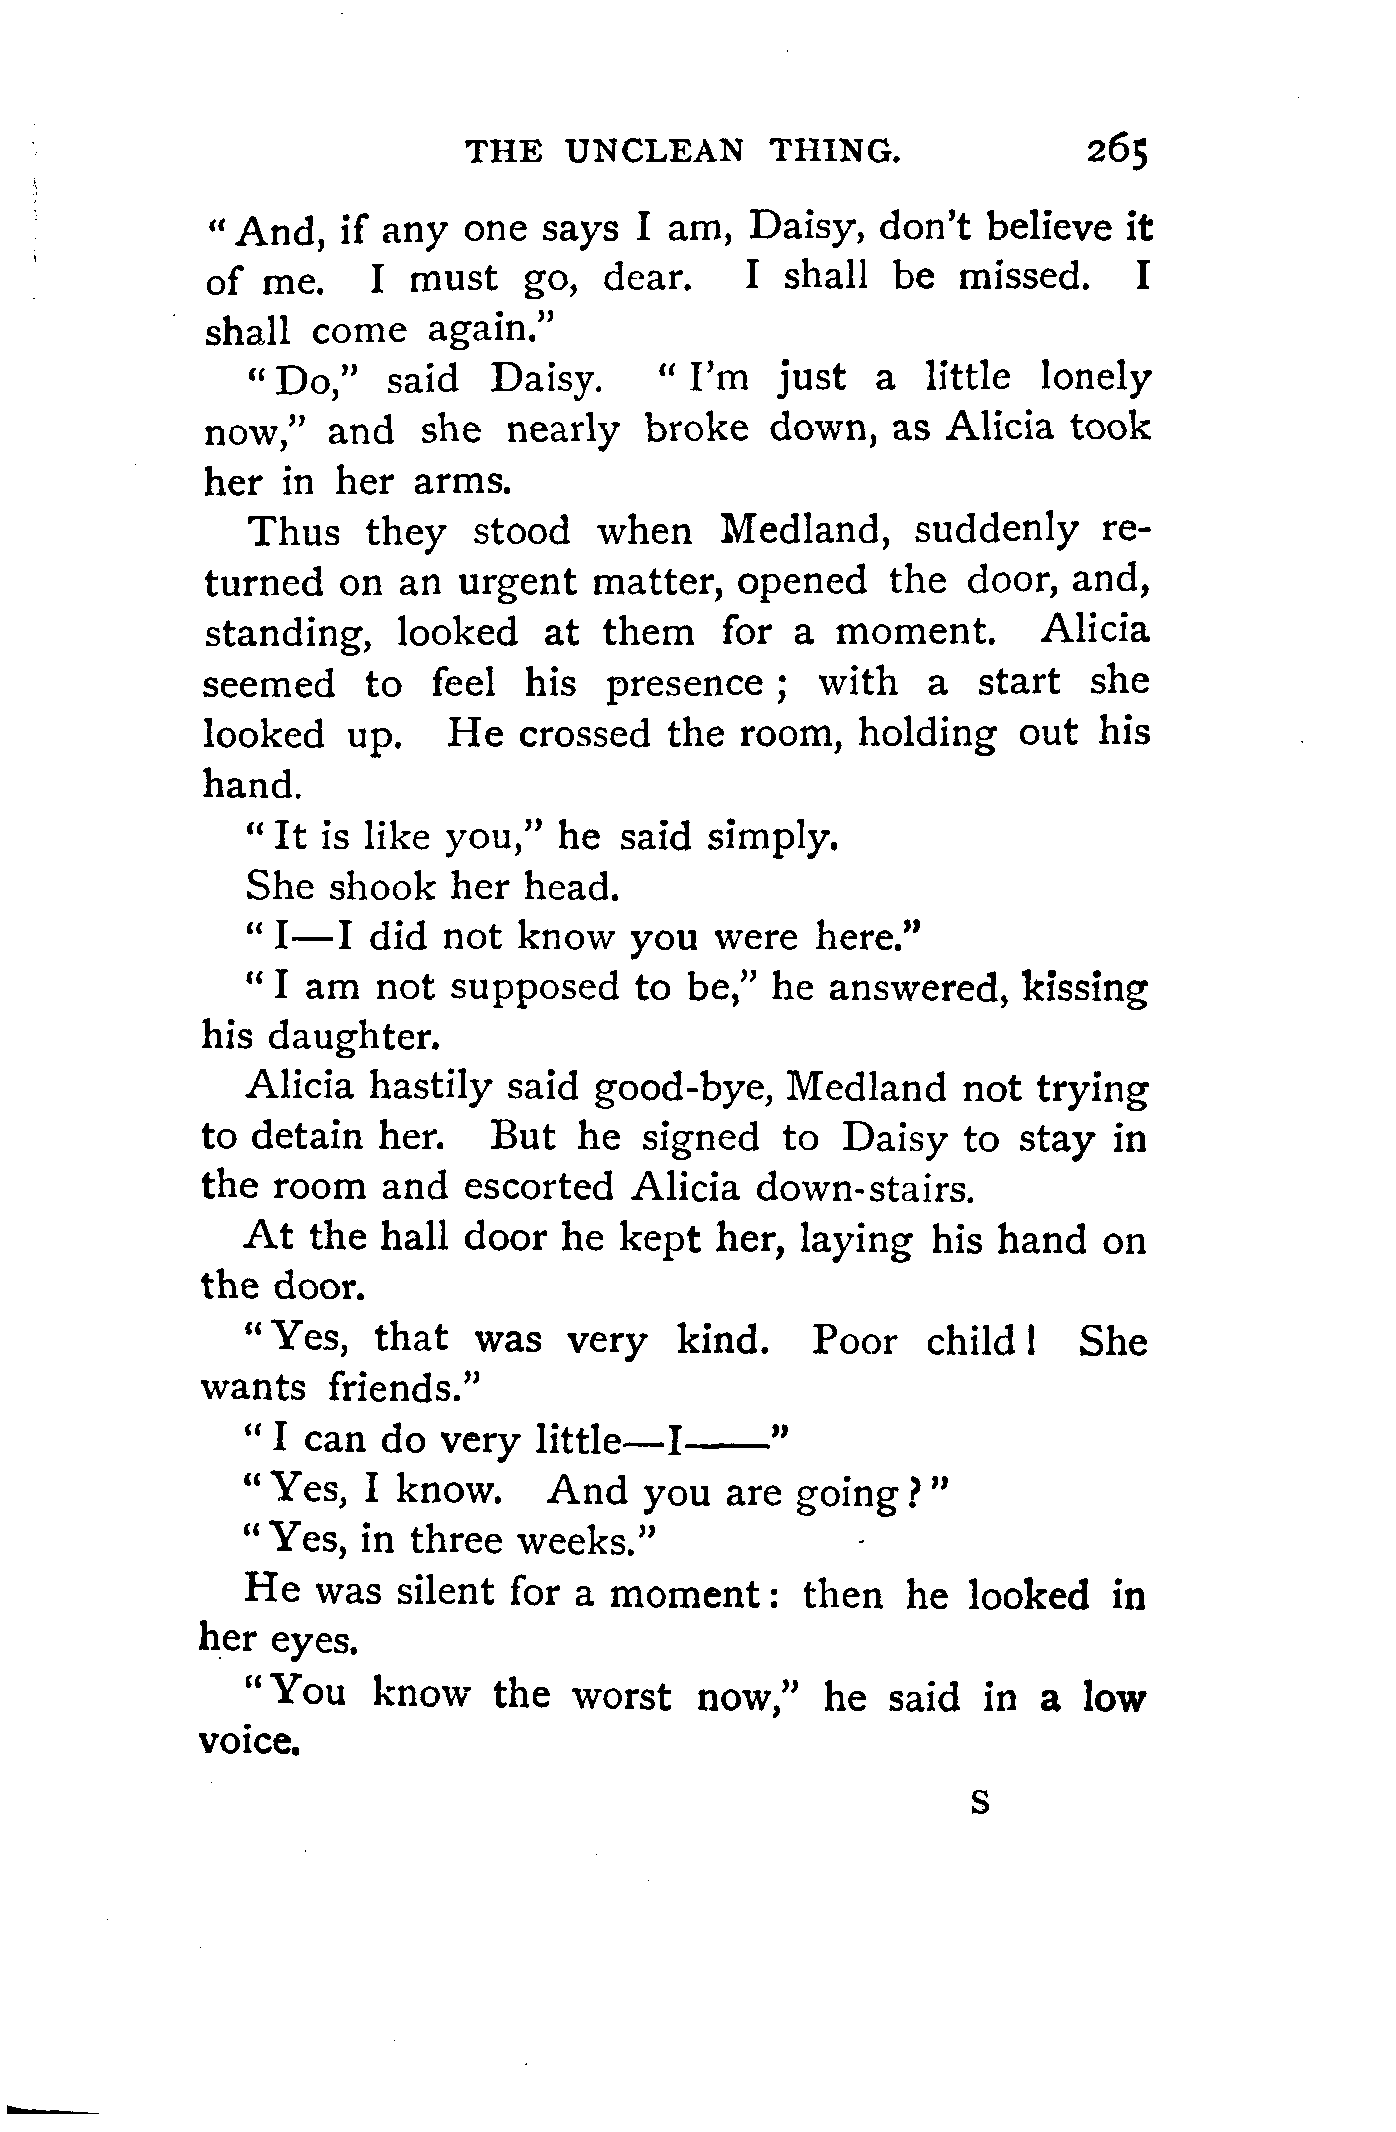 THE UNCLEAN THING. 265
“And, if any one says I am, Daisy, don't believe it
of me. I must go, dear. I shall be missed. I
shall come again.”
“Do,” said Daisy. “I'm just a little lonely
now,” and she nearly broke down, as Alicia took
her in her arms.
Thus they stood when Medland, suddenly re-
turned on an urgent matter, opened the door, and,
standing, looked at them for a moment. Alicia
seemed to feel his presence; with a start she
looked up. He crossed the room, holding out his
hand.
“It is like you,” he said simply.
She shook her head.
“I—I did not know you were here.”
“I am not supposed to be,” he answered, kissing
his daughter.
Alicia hastily said good-bye, Medland not trying
to detain her. But he signed to Daisy to stay in
the room and escorted Alicia down-stairs.
At the hall door he kept her, laying his hand on
the door.
“Yes, that was very kind. Poor child! She
wants friends.”
“I can do very little—I——”
“Yes, I know. And you are going?”
“Yes, in three weeks.”
He was silent for a moment: then he looked in
her eyes.
“You know the worst now,” he said in a low
voice.
S